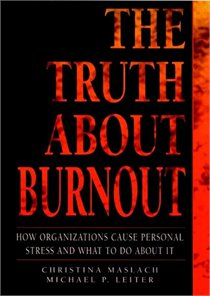 THE
TRUTH
ABOUT
BURNOUT
HOW ORGANIZATIONS CAUSE PERSONAL
STRESS AND WHAT TO DO ABOUT IT
CHRISTINA MASLACH
MICHAEL P. LEITER